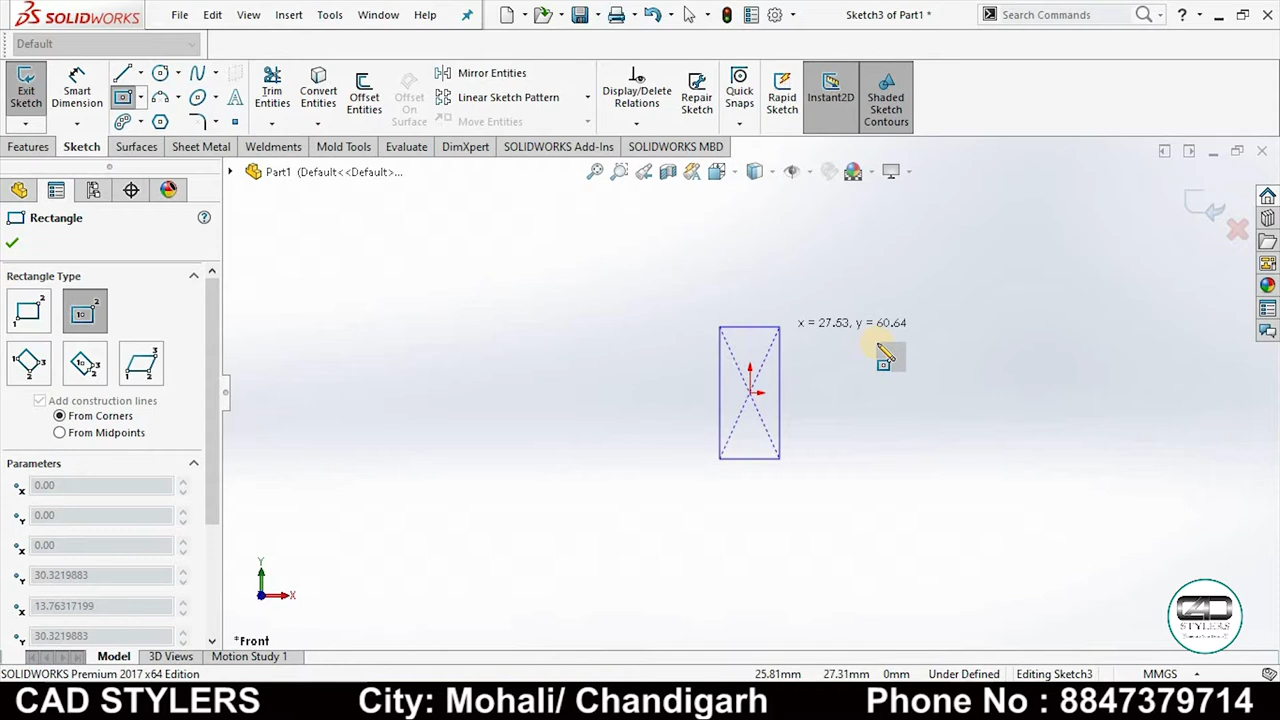 SOLIDWORKS File Edit View Insert Tools Window Help Sketch3 of Part1 * Search Commands
Default
Exit Sketch
Smart Dimension
Trim Entities
Convert Entities
Offset Entities
Offset On Surface
Mirror Entities
Linear Sketch Pattern
Move Entities
Display/Delete Relations
Repair Sketch
Quick Snaps
Rapid Sketch
Instant2D
Shaded Sketch Contours
Features Sketch Surfaces Sheet Metal Weldments Mold Tools Evaluate DimXpert SOLIDWORKS Add-Ins SOLIDWORKS MBD
Part1 (Default<<Default>...
Rectangle
Rectangle Type
Add construction lines
From Corners
From Midpoints
Parameters
0.00
0.00
0.00
30.3219883
13.76317199
30.3219883
x = 27.53, y = 60.64
Y
X
*Front
Model 3D Views Motion Study 1
SOLIDWORKS Premium 2017 x64 Edition 25.81mm 27.31mm 0mm Under Defined Editing Sketch3 MMGS
STYLERS
CAD STYLERS City: Mohali/ Chandigarh Phone No : 8847379714